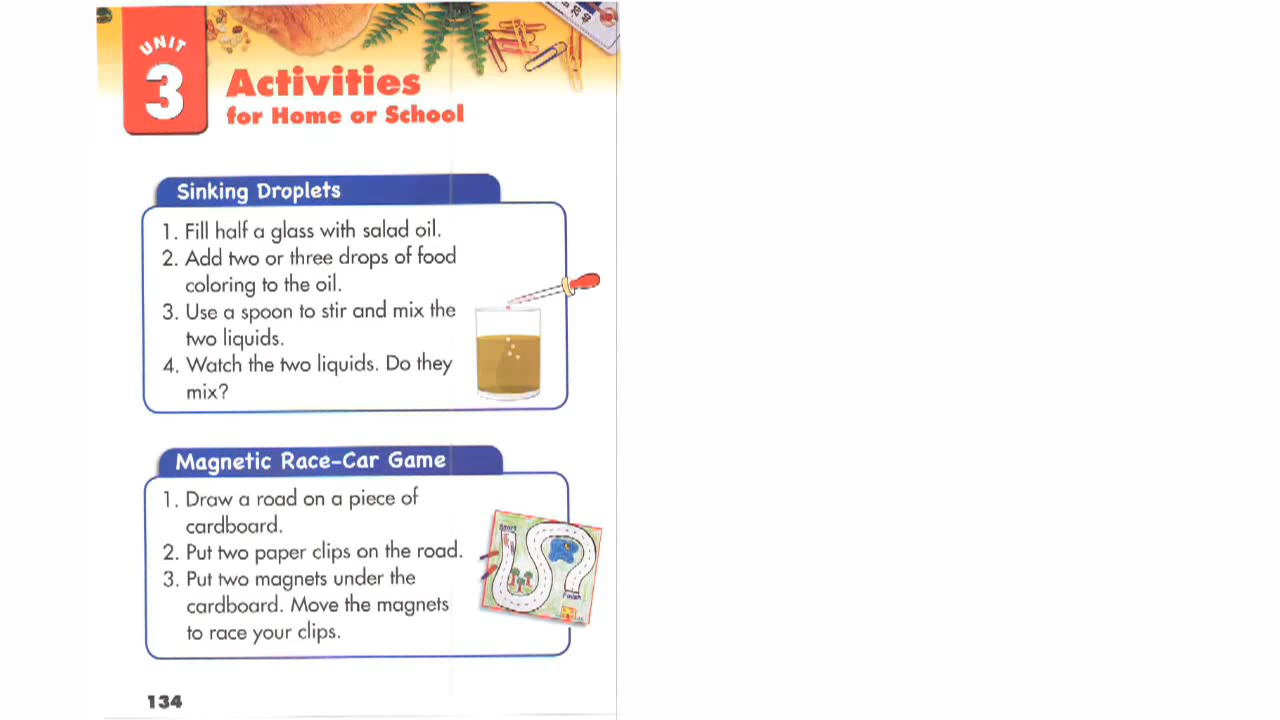 UNIT
3
Activities
for Home or School
Sinking Droplets
1. Fill half a glass with salad oil.
2. Add two or three drops of food
coloring to the oil.
3. Use a spoon to stir and mix the
two liquids.
4. Watch the two liquids. Do they
mix?
Magnetic Race-Car Game
1. Draw a road on a piece of
cardboard.
2. Put two paper clips on the road.
3. Put two magnets under the
cardboard. Move the magnets
to race your clips.
Start
Finish
134